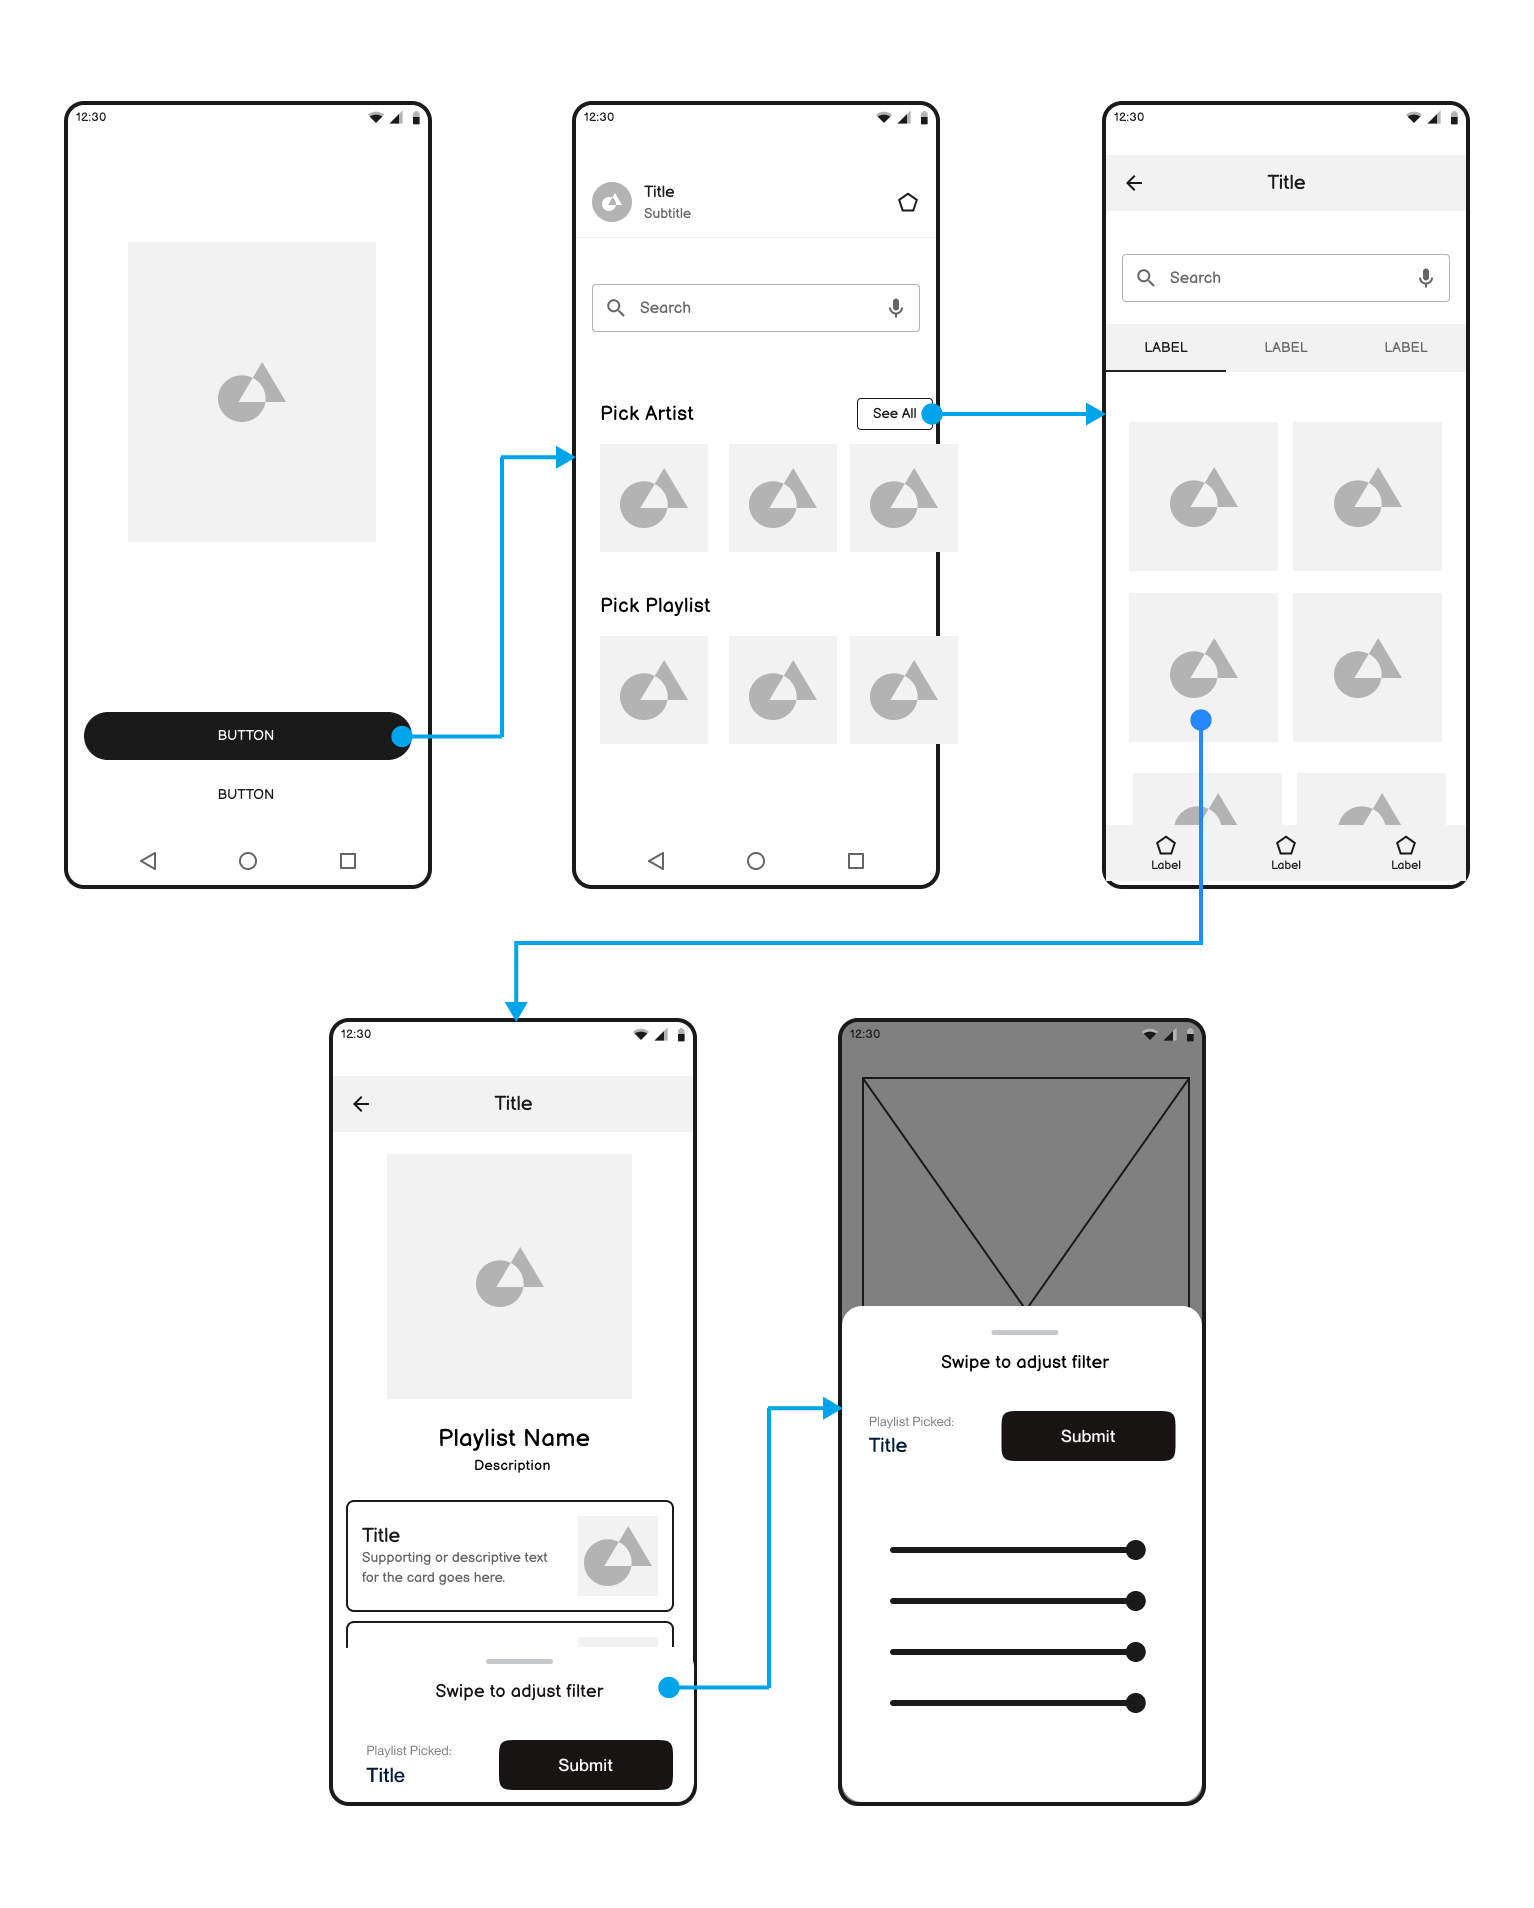 12:30
BUTTON
BUTTON
12:30
Title
Subtitle
Search
Pick Artist
See All
Pick Playlist
12:30
Title
Search
LABEL LABEL LABEL
Label Label Label
12:30
Title
Playlist Name
Description
Title
Supporting or descriptive text
for the card goes here.
Swipe to adjust filter
Playlist Picked:
Title
Submit
12:30
Swipe to adjust filter
Playlist Picked:
Title
Submit